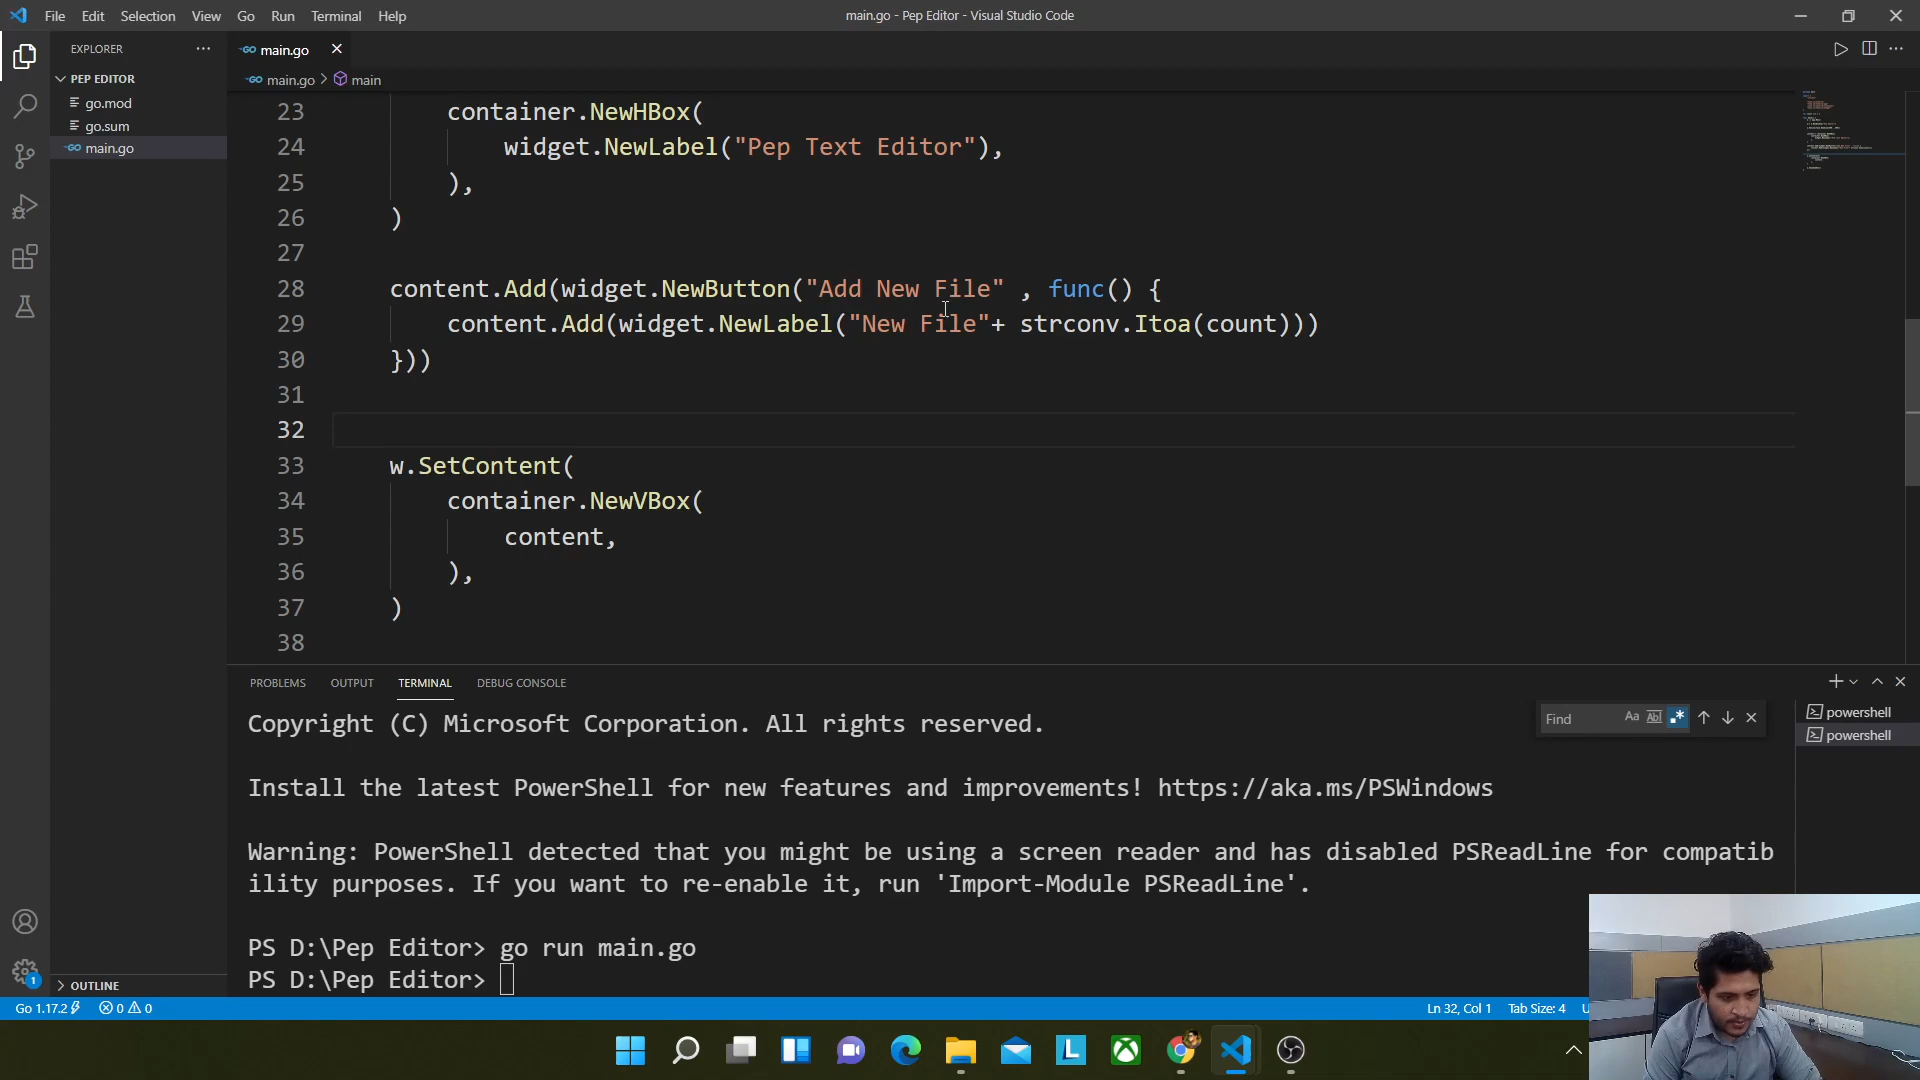 File Edit Selection View Go Run Terminal Help
main.go - Pep Editor - Visual Studio Code
EXPLORER
PEP EDITOR
go.mod
go.sum
main.go
OUTLINE
main.go
main.go > main
23 container.NewHBox(
24 widget.NewLabel("Pep Text Editor"),
25 ),
26 )
27
28 content.Add(widget.NewButton("Add New File" , func() {
29 content.Add(widget.NewLabel("New File"+ strconv.Itoa(count)))
30 }))
31
32
33 w.SetContent(
34 container.NewVBox(
35 content,
36 ),
37 )
38
PROBLEMS OUTPUT TERMINAL DEBUG CONSOLE
Find Aa Abl .*
powershell
powershell
Copyright (C) Microsoft Corporation. All rights reserved.
Install the latest PowerShell for new features and improvements! https://aka.ms/PSWindows
Warning: PowerShell detected that you might be using a screen reader and has disabled PSReadLine for compatib
ility purposes. If you want to re-enable it, run 'Import-Module PSReadLine'.
PS D:\Pep Editor> go run main.go
PS D:\Pep Editor>
1
Go 1.17.2 0 0 Ln 32, Col 1 Tab Size: 4 U
L